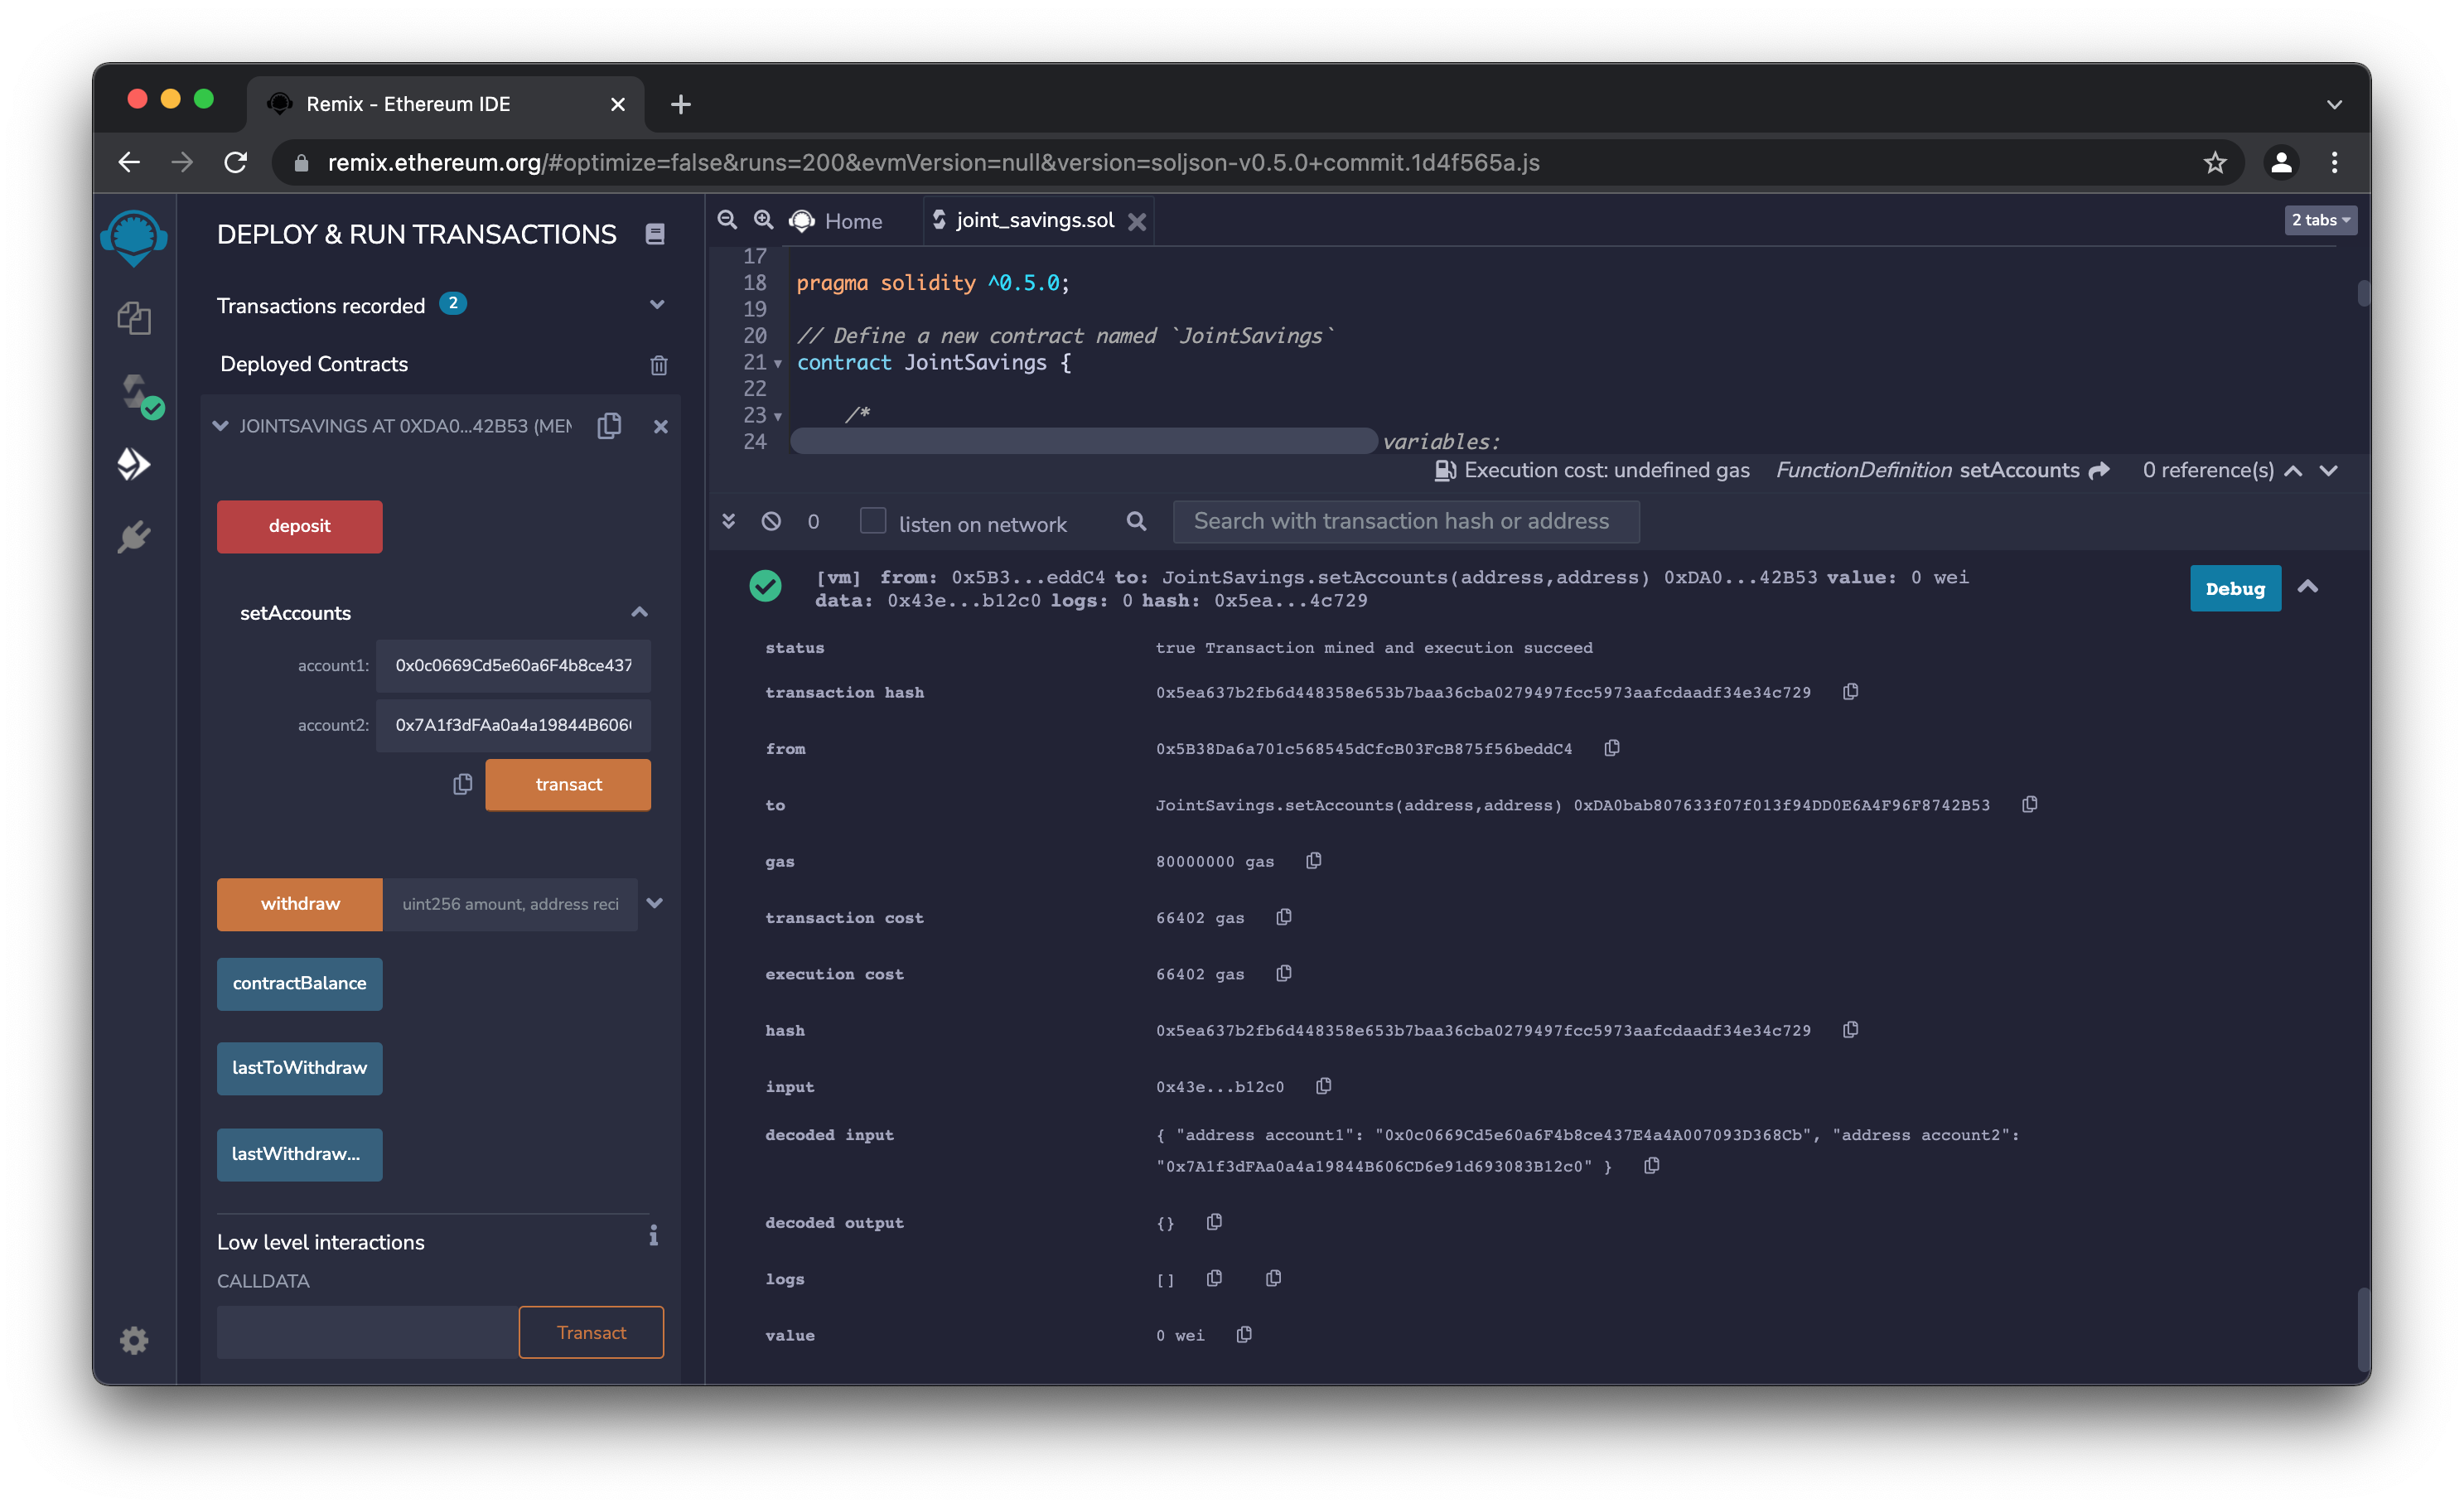 Remix - Ethereum IDE
remix.ethereum.org/#optimize=false&runs=200&evmVersion=null&version=soljson-v0.5.0+commit.1d4f565a.js
DEPLOY & RUN TRANSACTIONS
Transactions recorded 2
Deployed Contracts
JOINTSAVINGS AT 0XDA0...42B53 (MEM
deposit
setAccounts
account1: 0x0c0669Cd5e60a6F4b8ce437
account2: 0x7A1f3dFAa0a4a19844B606
transact
withdraw uint256 amount, address reci
contractBalance
lastToWithdraw
lastWithdraw...
Low level interactions
CALLDATA
Transact
Home
joint_savings.sol
2 tabs
17
18 pragma solidity ^0.5.0;
19
20 // Define a new contract named `JointSavings`
21 contract JointSavings {
22
23 /*
24 variables:
Execution cost: undefined gas FunctionDefinition setAccounts 0 reference(s)
0 listen on network Search with transaction hash or address
[vm] from: 0x5B3...eddC4 to: JointSavings.setAccounts(address,address) 0xDA0...42B53 value: 0 wei
data: 0x43e...b12c0 logs: 0 hash: 0x5ea...4c729
Debug
status true Transaction mined and execution succeed
transaction hash 0x5ea637b2fb6d448358e653b7baa36cba0279497fcc5973aafcdaadf34e34c729
from 0x5B38Da6a701c568545dCfcB03FcB875f56beddC4
to JointSavings.setAccounts(address,address) 0xDA0bab807633f07f013f94DD0E6A4F96F8742B53
gas 80000000 gas
transaction cost 66402 gas
execution cost 66402 gas
hash 0x5ea637b2fb6d448358e653b7baa36cba0279497fcc5973aafcdaadf34e34c729
input 0x43e...b12c0
decoded input { "address account1": "0x0c0669Cd5e60a6F4b8ce437E4a4A007093D368Cb", "address account2":
"0x7A1f3dFAa0a4a19844B606CD6e91d693083B12c0" }
decoded output {}
logs []
value 0 wei